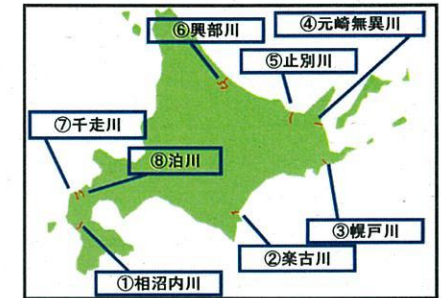 ⑥興部川
④元崎無異川
⑤止別川
⑦千走川
⑧泊川
③幌戸川
②楽古川
①相沼内川